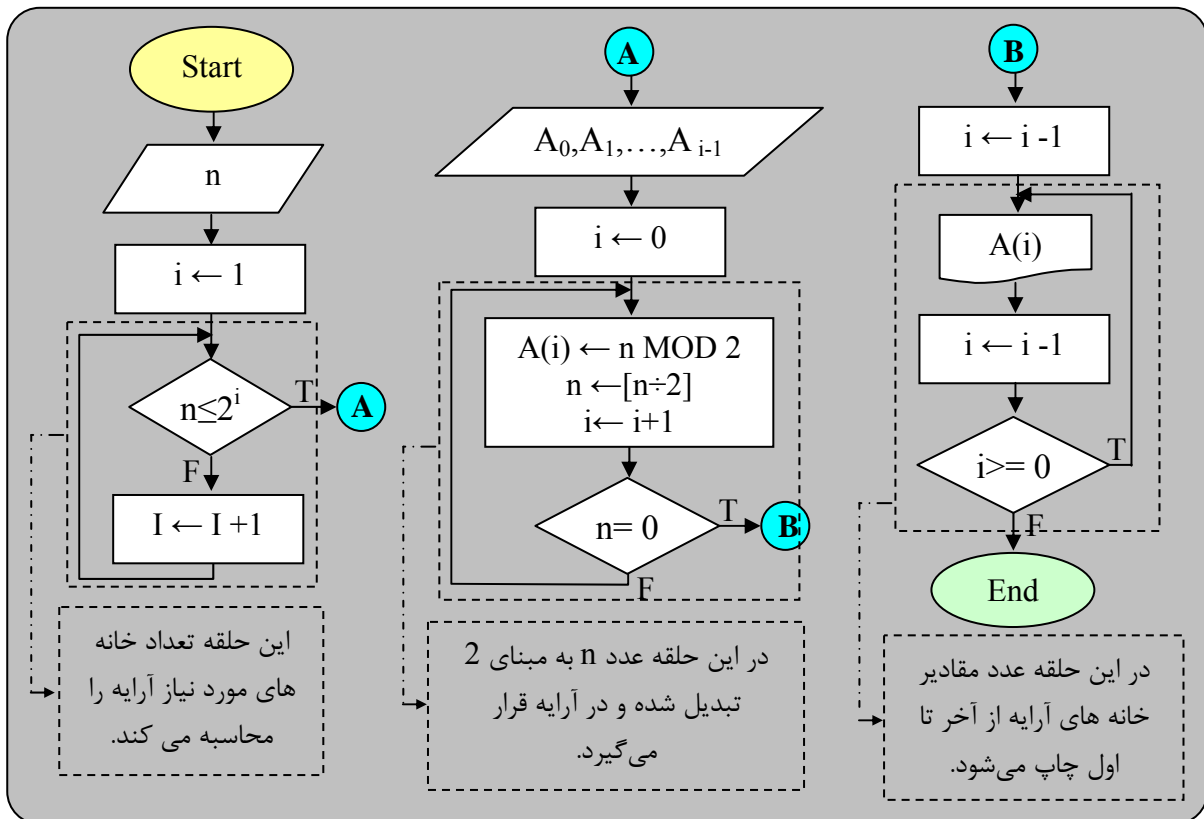 Start
n
i ← 1
n≤2^i
T
A
F
I ← I +1
این حلقه تعداد خانه
های مورد نیاز آرایه را
محاسبه می کند.
A
A₀,A₁,…,A ᵢ₋₁
i ← 0
A(i) ← n MOD 2
n ←[n÷2]
i← i+1
n= 0
T
B
F
در این حلقه عدد n به مبنای 2
تبدیل شده و در آرایه قرار
می‌گیرد.
B
i ← i -1
A(i)
i ← i -1
i>= 0
T
F
End
در این حلقه عدد مقادیر
خانه های آرایه از آخر تا
اول چاپ می‌شود.